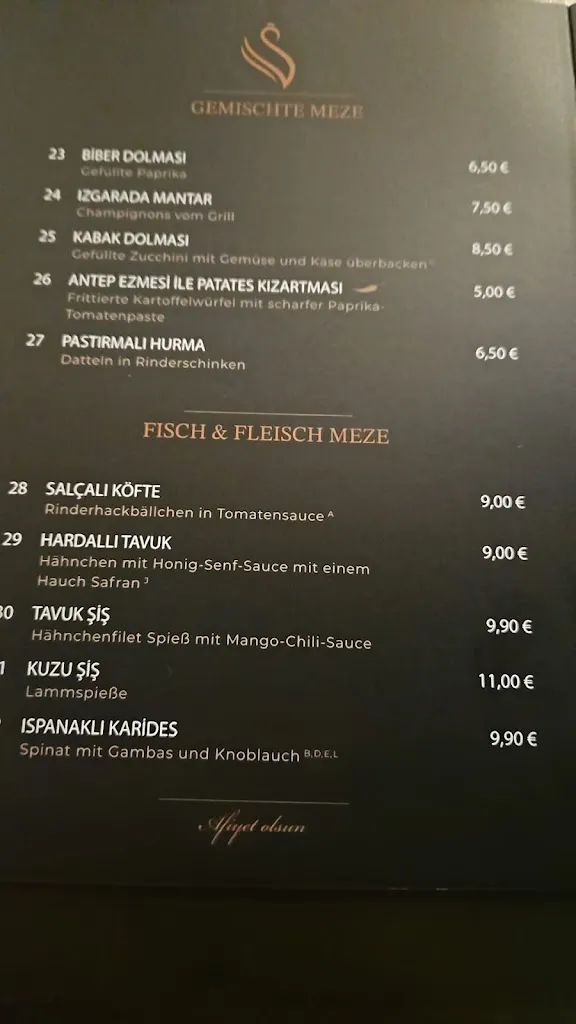 GEMISCHTE MEZE
23 BİBER DOLMASI 6,50 €
Gefüllte Paprika
24 IZGARADA MANTAR 7,50 €
Champignons vom Grill
25 KABAK DOLMASI 8,50 €
Gefüllte Zucchini mit Gemüse und Käse überbacken
26 ANTEP EZMESİ İLE PATATES KIZARTMASI 5,00 €
Frittierte Kartoffelwürfel mit scharfer Paprika-
Tomatenpaste
27 PASTIRMALI HURMA 6,50 €
Datteln in Rinderschinken
FISCH & FLEISCH MEZE
28 SALÇALI KÖFTE 9,00 €
Rinderhackbällchen in Tomatensauce A
29 HARDALLI TAVUK 9,00 €
Hähnchen mit Honig-Senf-Sauce mit einem
Hauch Safran J
30 TAVUK ŞİŞ 9,90 €
Hähnchenfilet Spieß mit Mango-Chili-Sauce
1 KUZU ŞİŞ 11,00 €
Lammspieße
ISPANAKLI KARİDES 9,90 €
Spinat mit Gambas und Knoblauch B,D,E,L
Afiyet olsun